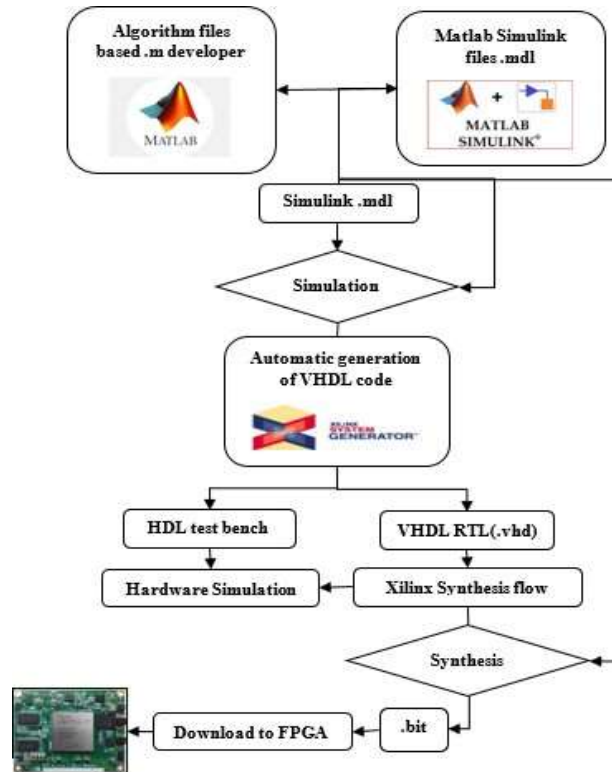 Algorithm files
based .m developer
MATLAB
Matlab Simulink
files .mdl
+
MATLAB
SIMULINK®
Simulink .mdl
Simulation
Automatic generation
of VHDL code
XILINX
SYSTEM
GENERATOR™
HDL test bench
VHDL RTL(.vhd)
Hardware Simulation
Xilinx Synthesis flow
Synthesis
Download to FPGA
.bit